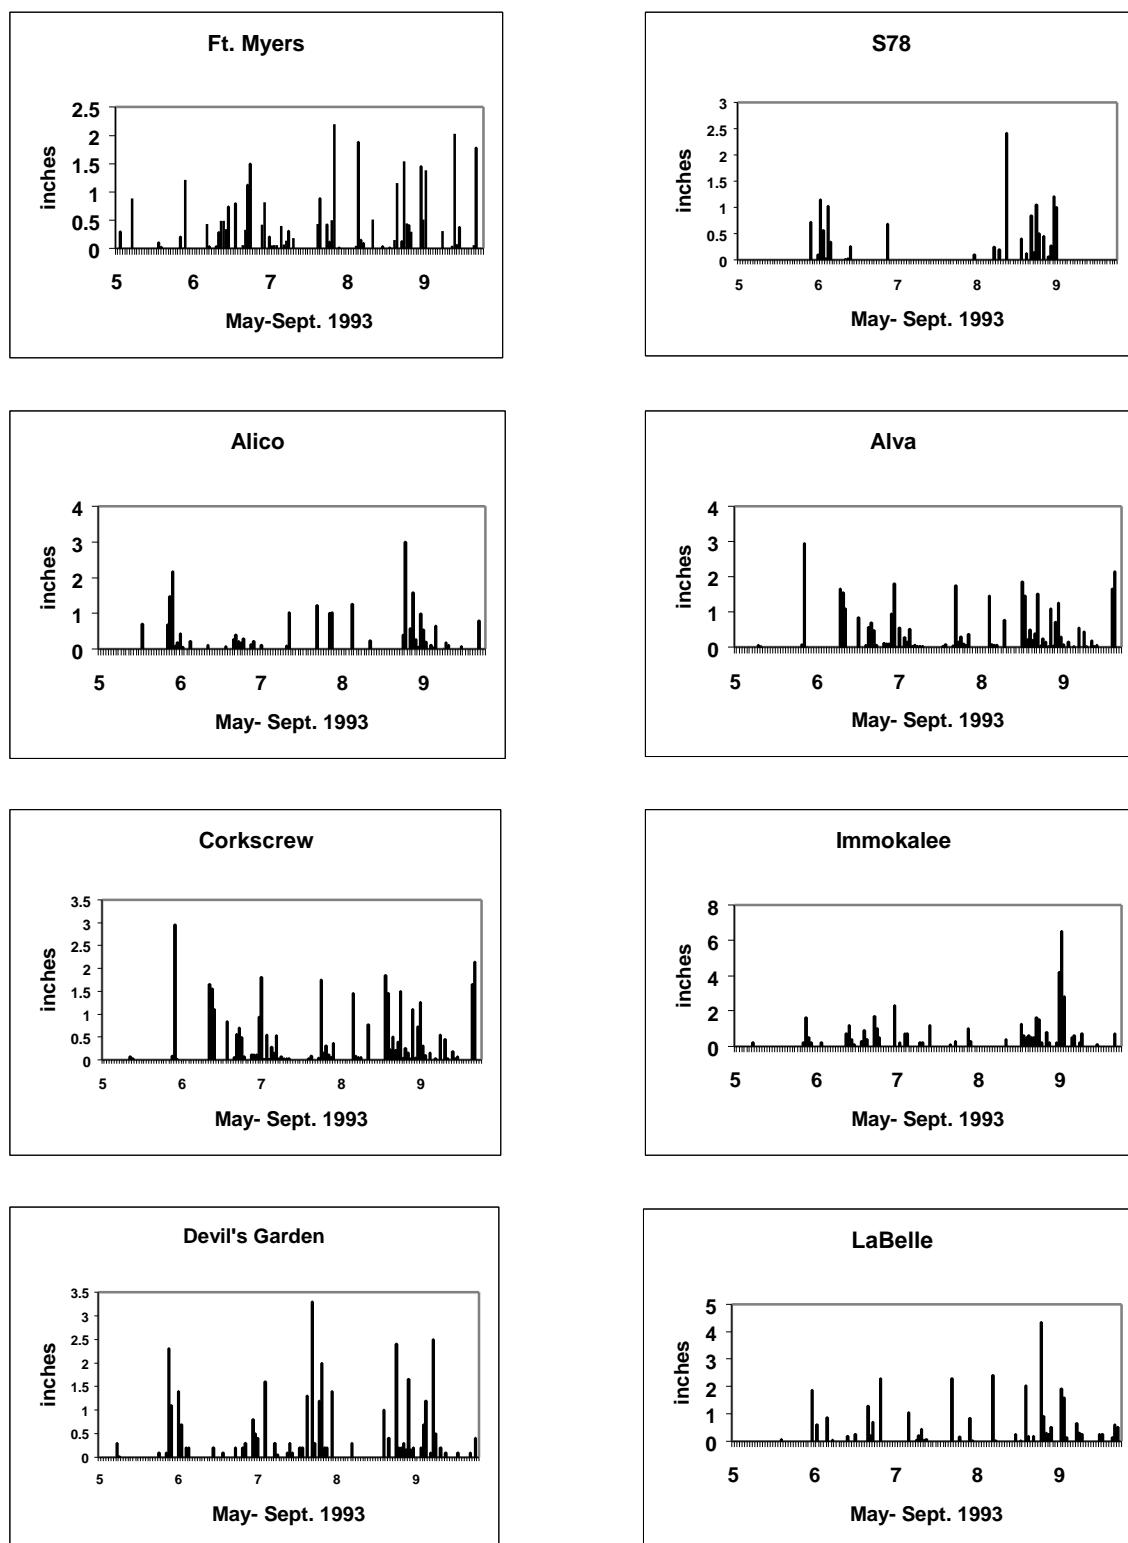 Ft. Myers
2.5
2
1.5
1
0.5
0
inches
5 6 7 8 9
May-Sept. 1993
S78
3
2.5
2
1.5
1
0.5
0
inches
5 6 7 8 9
May- Sept. 1993
Alico
4
3
2
1
0
inches
5 6 7 8 9
May- Sept. 1993
Alva
4
3
2
1
0
inches
5 6 7 8 9
May- Sept. 1993
Corkscrew
3.5
3
2.5
2
1.5
1
0.5
0
inches
5 6 7 8 9
May- Sept. 1993
Immokalee
8
6
4
2
0
inches
5 6 7 8 9
May- Sept. 1993
Devil's Garden
3.5
3
2.5
2
1.5
1
0.5
0
inches
5 6 7 8 9
May- Sept. 1993
LaBelle
5
4
3
2
1
0
inches
5 6 7 8 9
May- Sept. 1993